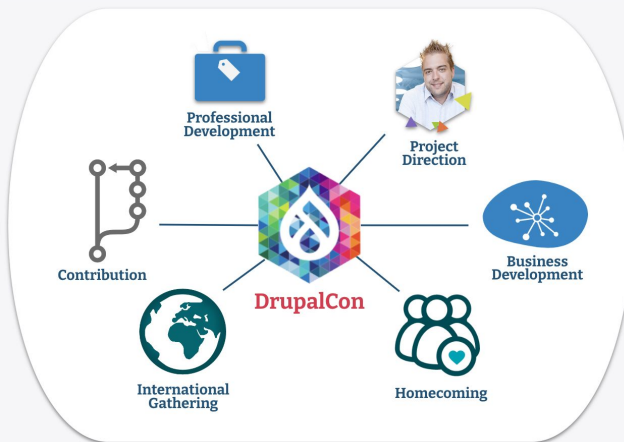 Professional
Development
Project
Direction
Contribution
Business
Development
DrupalCon
International
Gathering
Homecoming